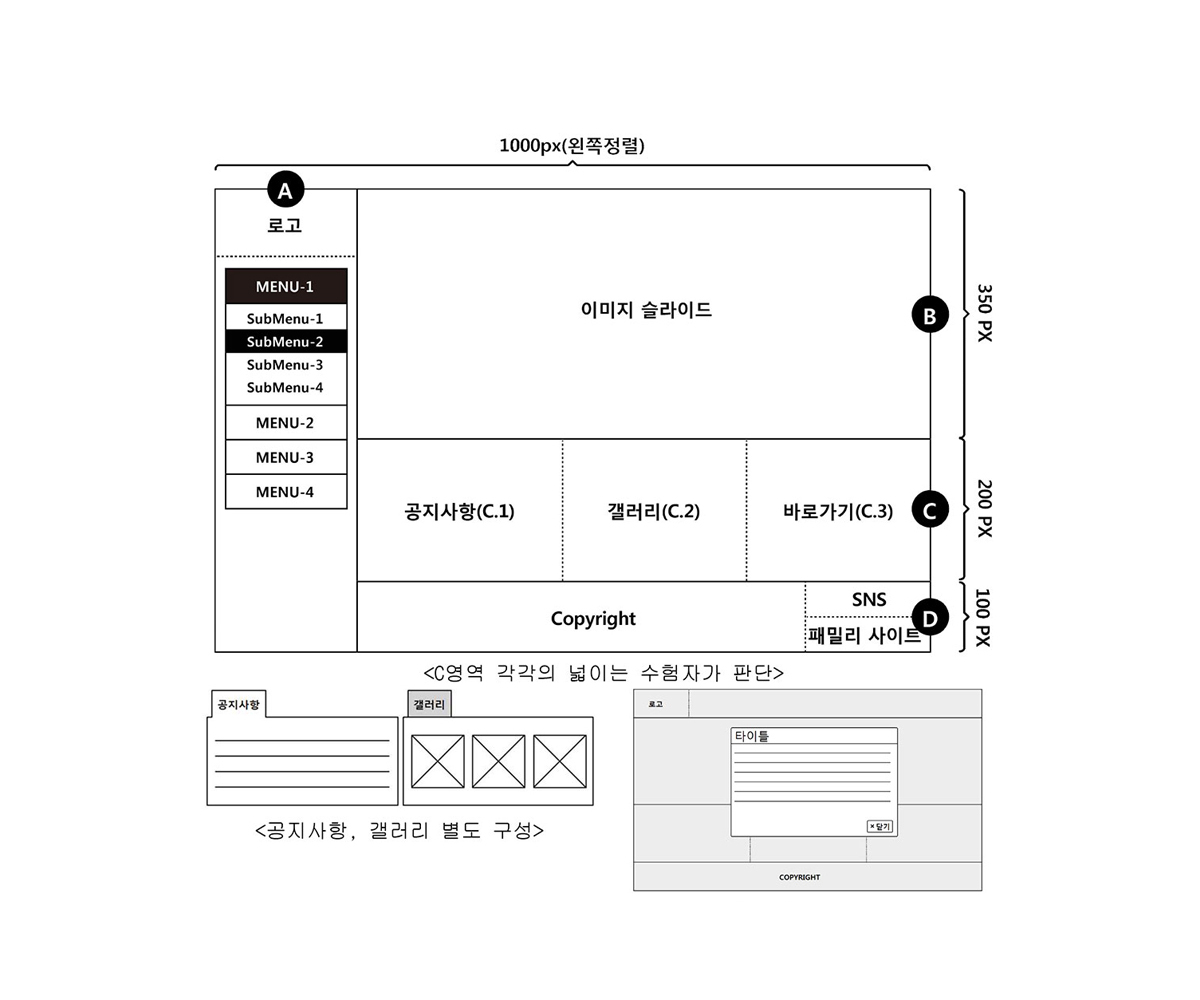 1000px(왼쪽정렬)
A
로고
MENU-1
SubMenu-1
SubMenu-2
SubMenu-3
SubMenu-4
MENU-2
MENU-3
MENU-4
이미지 슬라이드
B
350 PX
공지사항(C.1)
갤러리(C.2)
바로가기(C.3)
C
200 PX
Copyright
SNS
패밀리 사이트
D
100 PX
<C영역 각각의 넓이는 수험자가 판단>
공지사항
갤러리
<공지사항, 갤러리 별도 구성>
로고
타이틀
× 닫기
COPYRIGHT